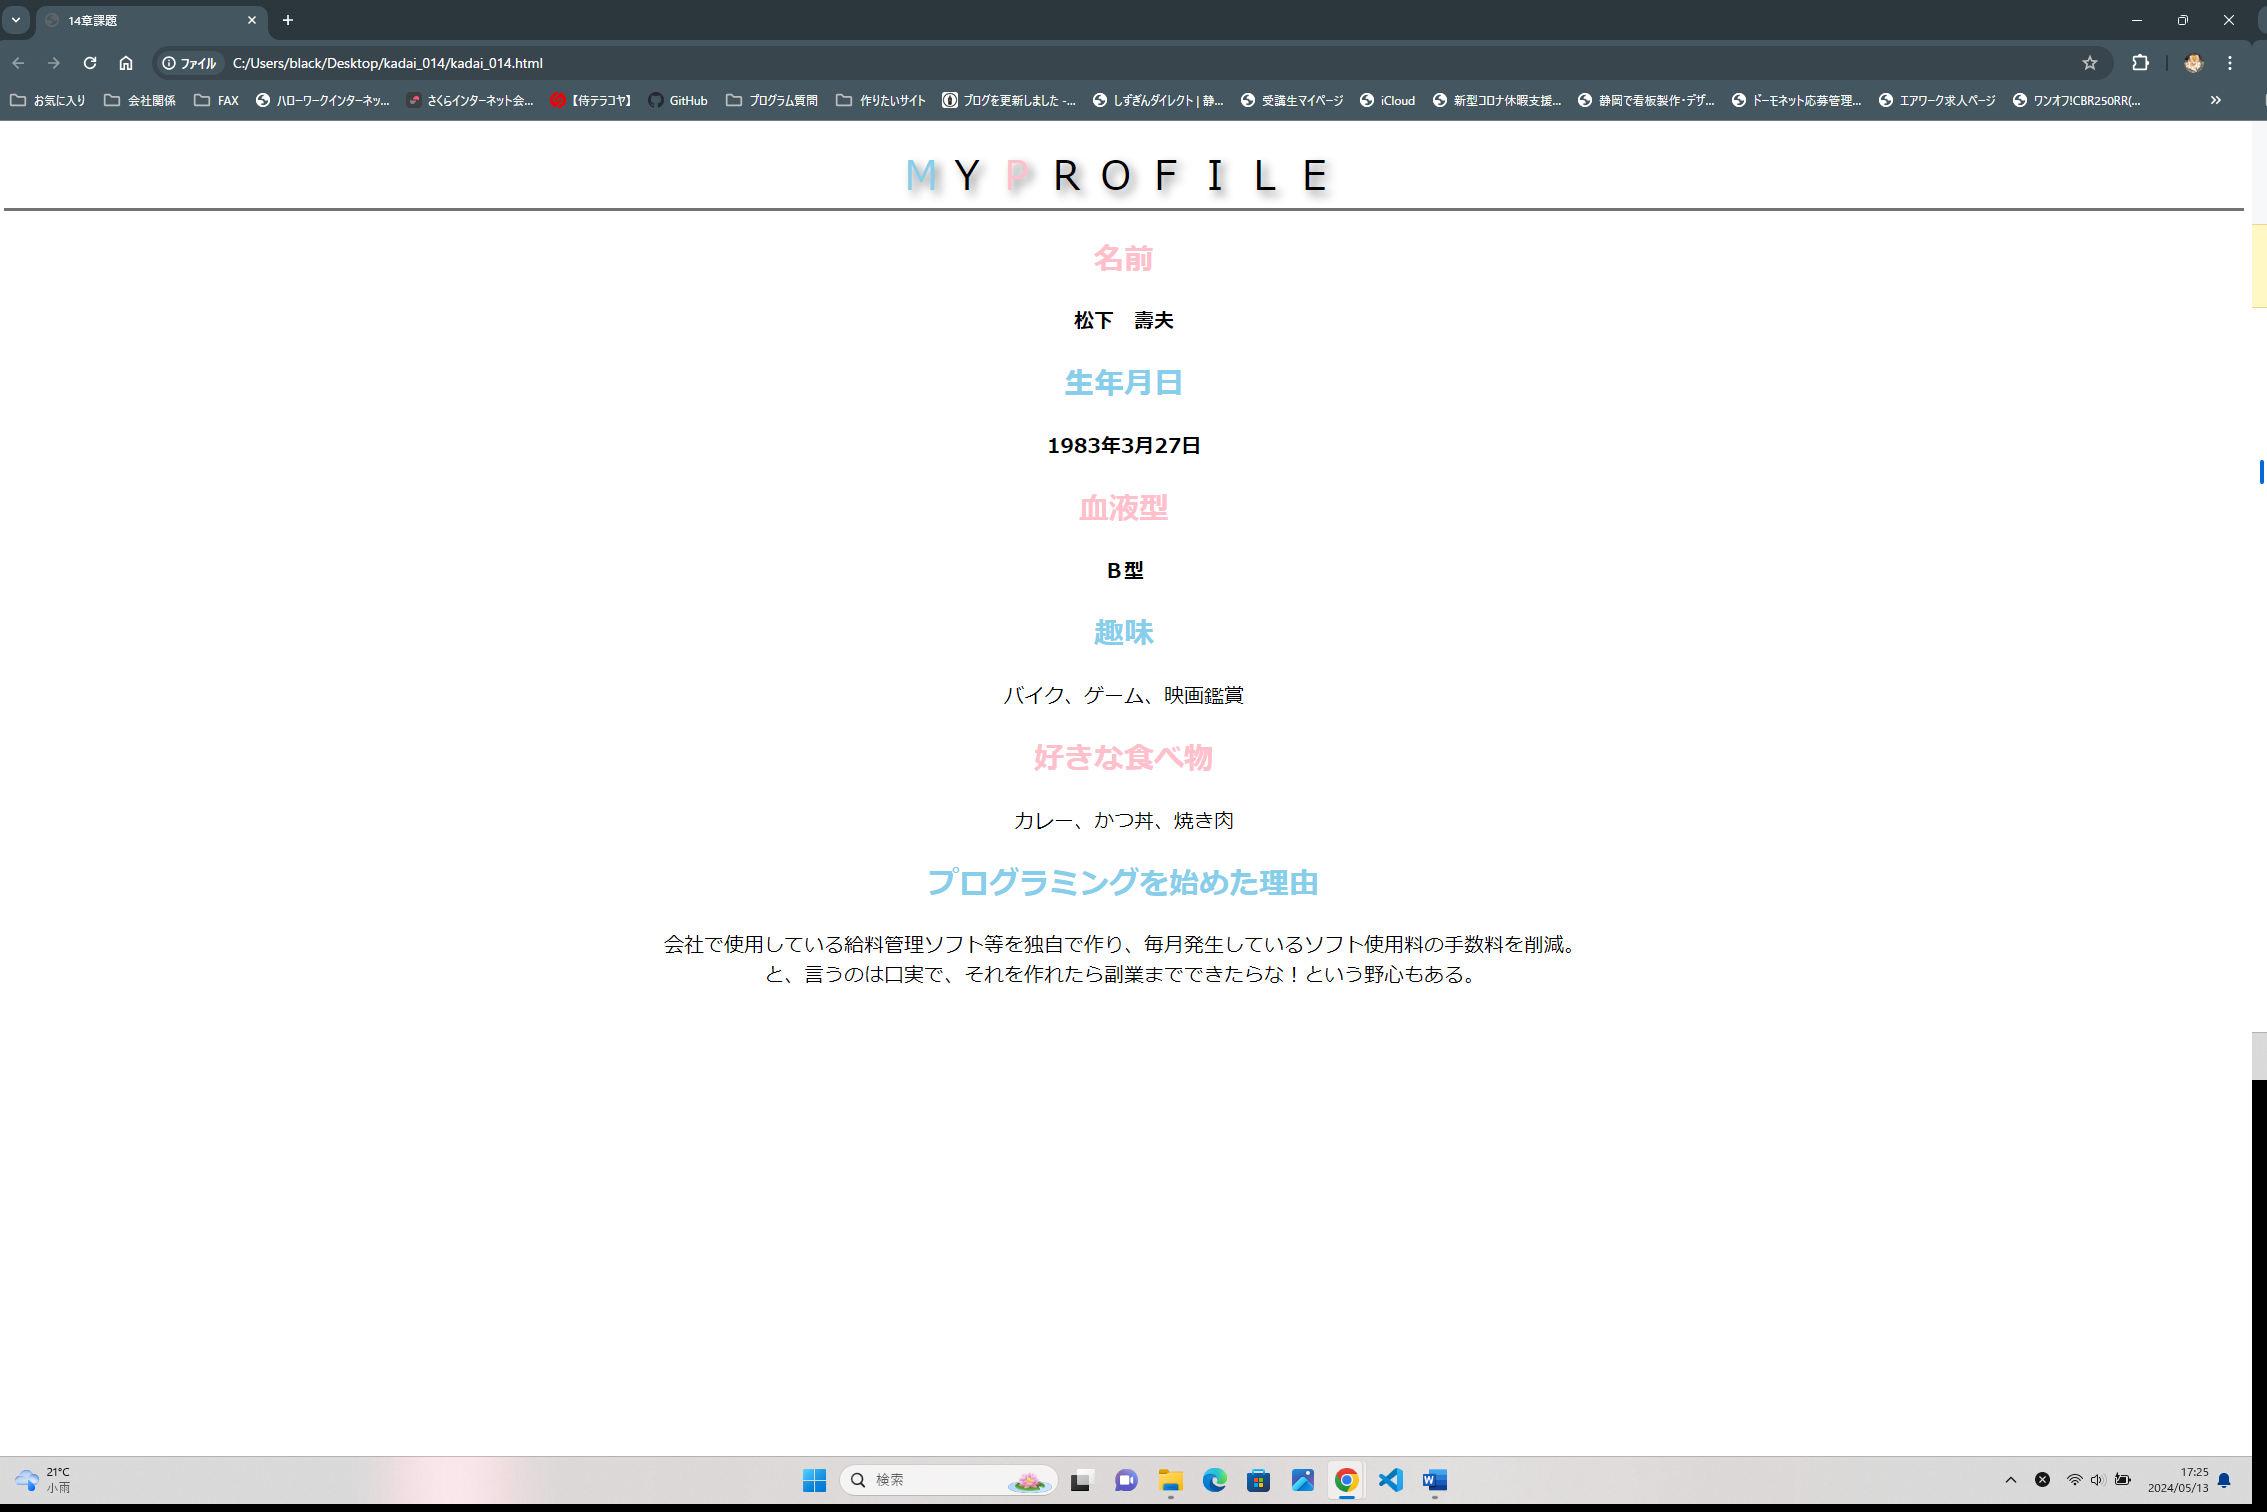 14章課題
ファイル
C:/Users/black/Desktop/kadai_014/kadai_014.html
お気に入り 会社関係 FAX ハローワークインターネッ... さくらインターネット会... 【侍テラコヤ】 GitHub プログラム質問 作りたいサイト ブログを更新しました -... しずぎんダイレクト | 静... 受講生マイページ iCloud 新型コロナ休暇支援... 静岡で看板製作・デザ... ドーモネット応募管理... エアワーク求人ページ ワンオフ!CBR250RR(...
ＭＹＰＲＯＦＩＬＥ
名前
松下　壽夫
生年月日
1983年3月27日
血液型
Ｂ型
趣味
バイク、ゲーム、映画鑑賞
好きな食べ物
カレー、かつ丼、焼き肉
プログラミングを始めた理由
会社で使用している給料管理ソフト等を独自で作り、毎月発生しているソフト使用料の手数料を削減。
と、言うのは口実で、それを作れたら副業までできたらな！という野心もある。
21°C
小雨
検索
17:25
2024/05/13